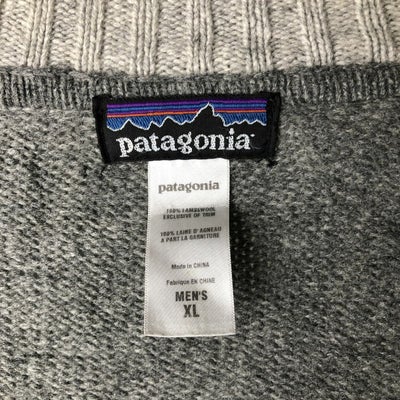 patagonia
patagonia
100% LAMBSWOOL
EXCLUSIVE OF TRIM
100% LAINE D'AGNEAU
A PART LA GARNITURE
Made in CHINA
Fabriqué EN CHINE
MEN'S
XL